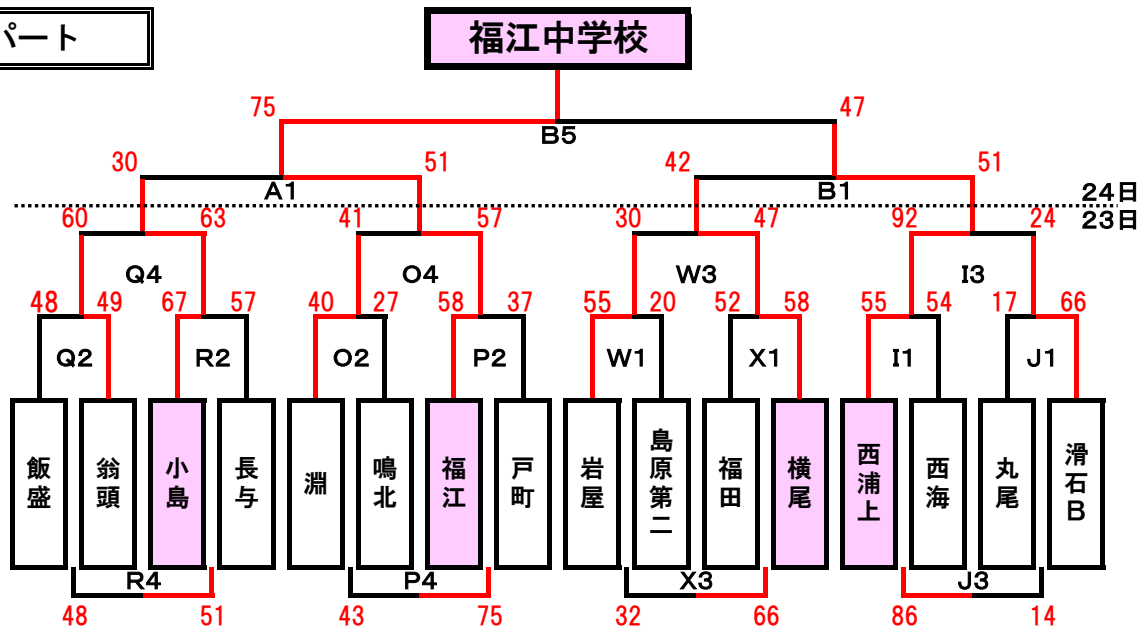 パート
福江中学校
75 47
B5
30 51 42 51
A1 B1
24日
60 63 41 57 30 47 92 24
23日
Q4 O4 W3 I3
48 49 67 57 40 27 58 37 55 20 52 58 55 54 17 66
Q2 R2 O2 P2 W1 X1 I1 J1
飯盛 翁頭 小島 長与 淵 鳴北 福江 戸町 岩屋 島原第二 福田 横尾 西浦上 西海 丸尾 滑石B
R4 P4 X3 J3
48 51 43 75 32 66 86 14